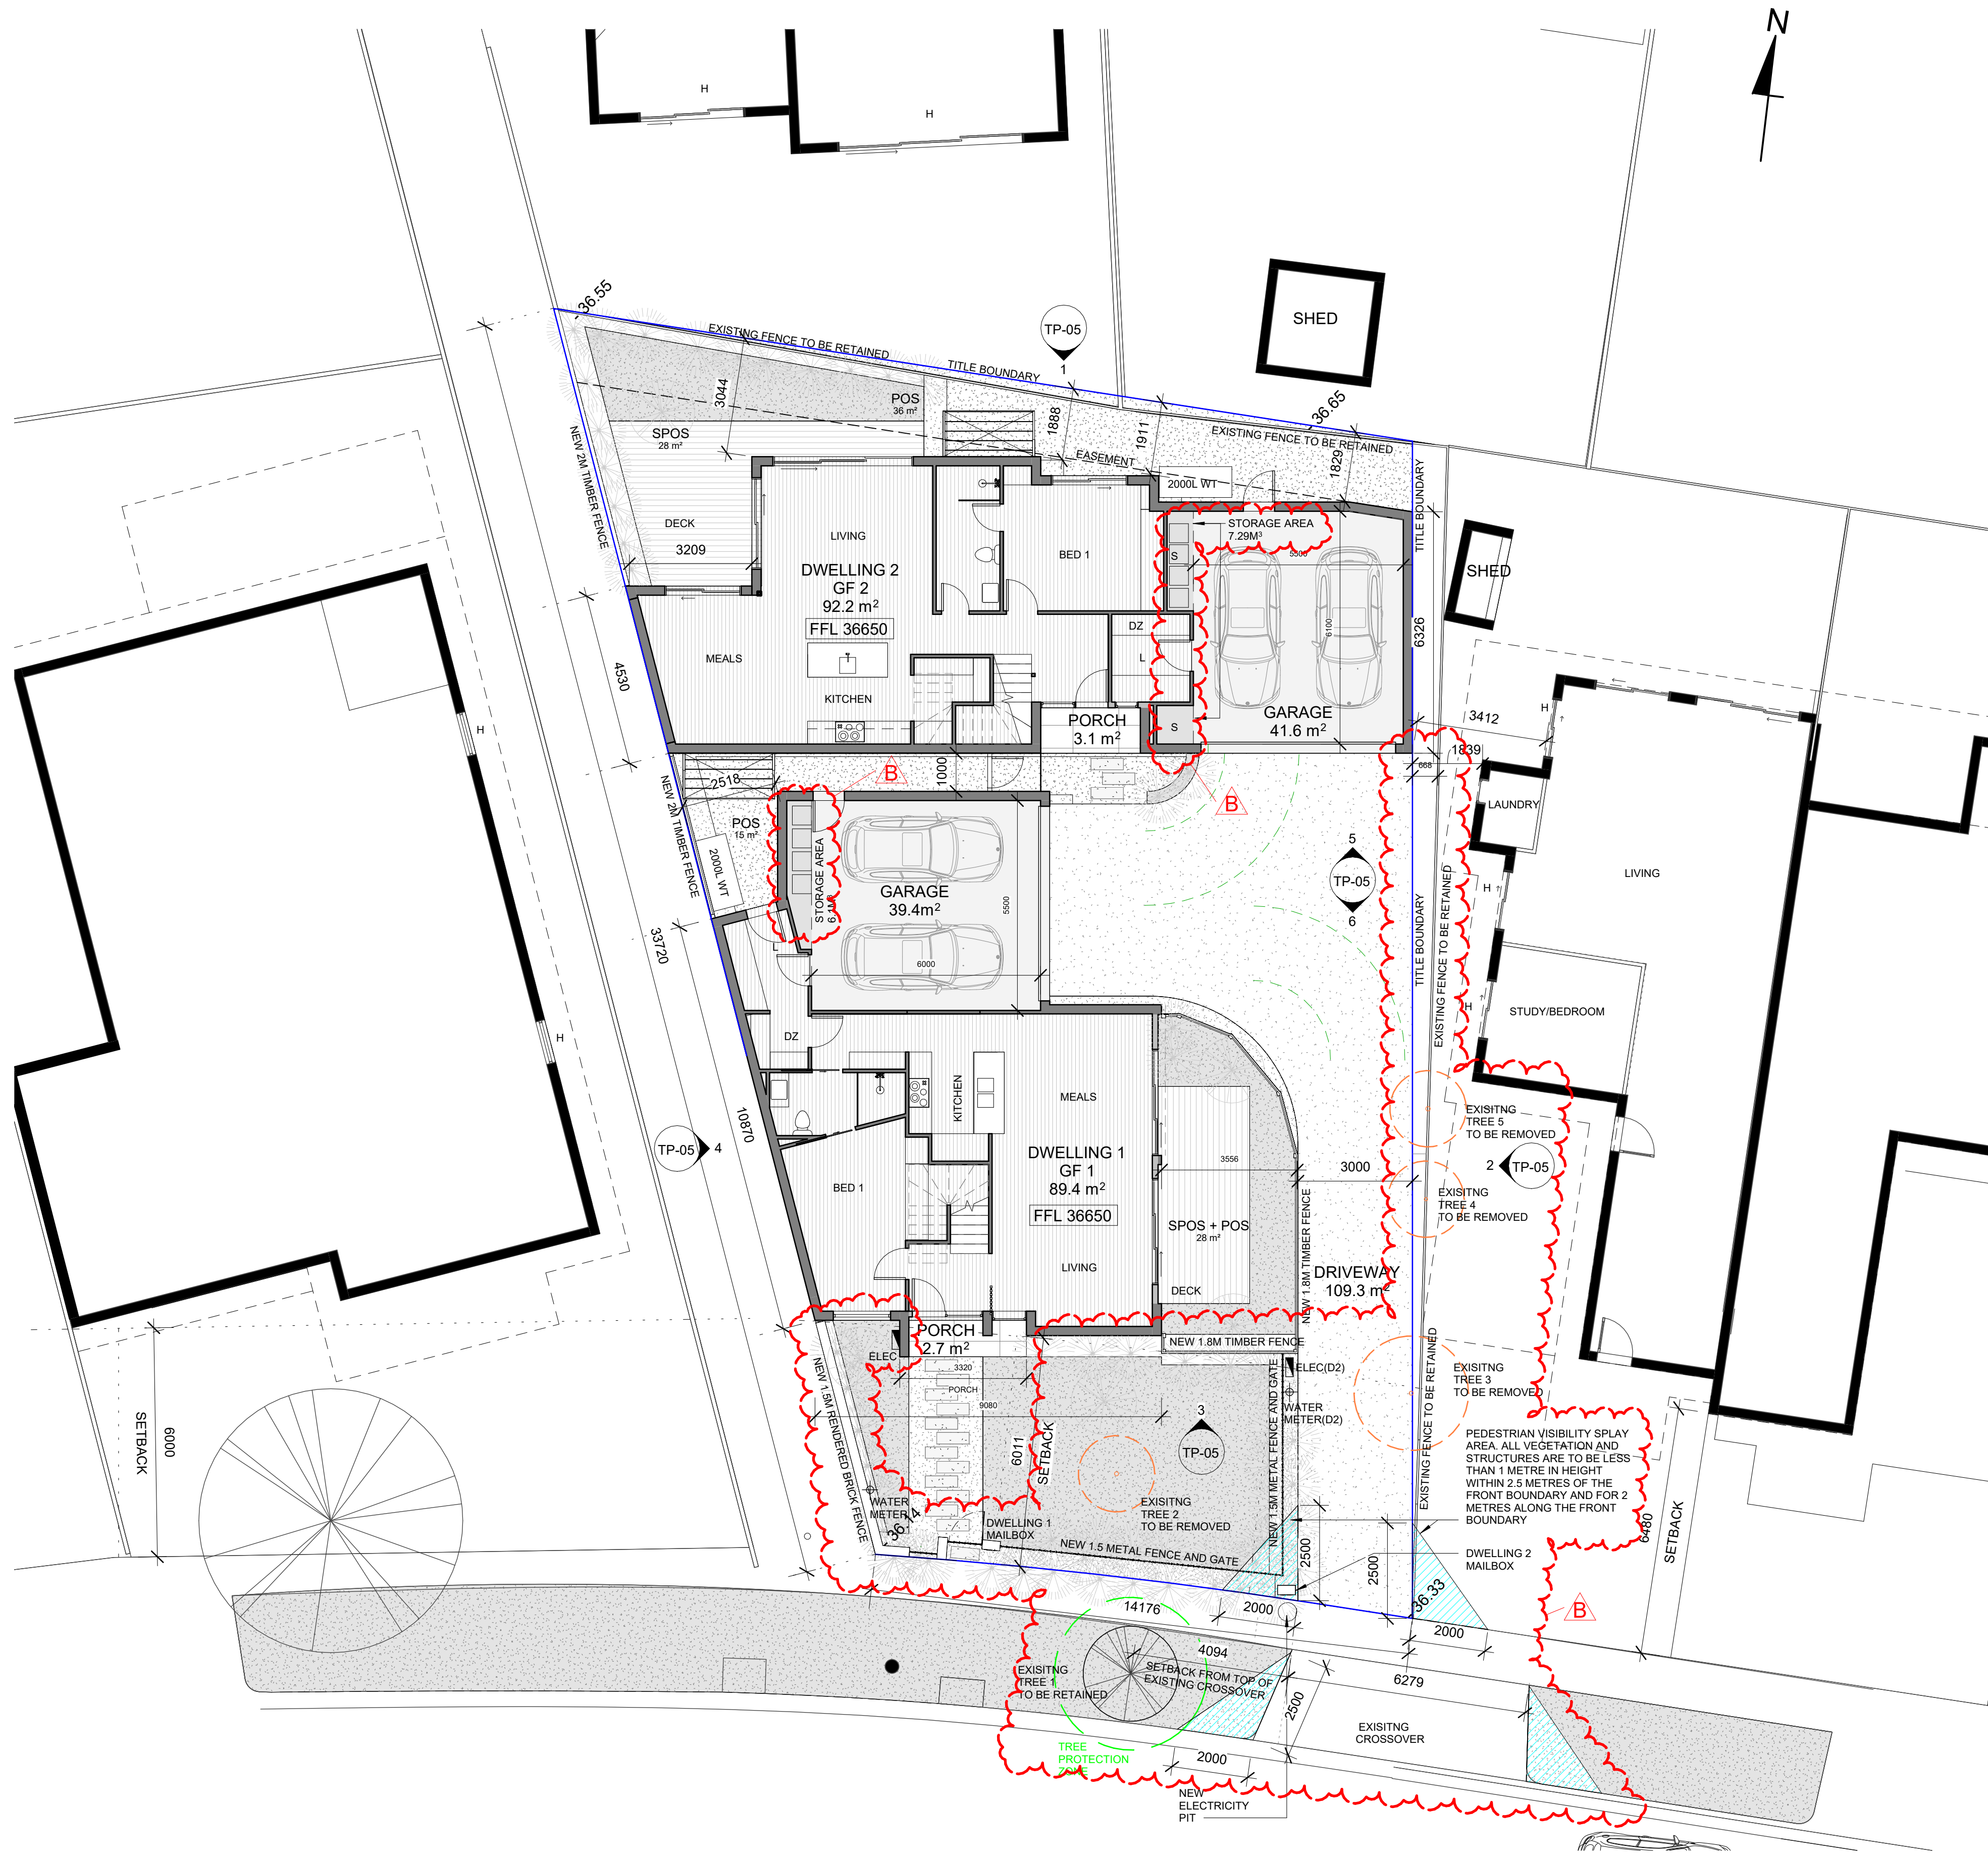 N
H
H
36.55
EXISTING FENCE TO BE RETAINED
TITLE BOUNDARY
TP-05
1
SHED
36.65
EXISTING FENCE TO BE RETAINED
3044
POS
36 m²
1888
1911
1829
SPOS
28 m²
EASEMENT
2000L WT
TITLE BOUNDARY
NEW 2M TIMBER FENCE
DECK
3209
LIVING
BED 1
STORAGE AREA
7.29M³
5500
S
SHED
DWELLING 2
GF 2
92.2 m²
FFL 36650
DZ
L
6100
6326
MEALS
KITCHEN
4530
PORCH
3.1 m²
S
GARAGE
41.6 m²
3412
H
H
1839
668
2518
1000
B
B
LAUNDRY
NEW 2M TIMBER FENCE
POS
15 m²
2000L WT
STORAGE AREA
6.1M³
GARAGE
39.4m²
5500
6000
L
5
TP-05
6
LIVING
H
EXISTING FENCE TO BE RETAINED
TITLE BOUNDARY
33720
H
STUDY/BEDROOM
H
DZ
KITCHEN
MEALS
10870
TP-05
4
EXISITNG
TREE 5
TO BE REMOVED
DWELLING 1
GF 1
89.4 m²
FFL 36650
3556
3000
2
TP-05
BED 1
EXISITNG
TREE 4
TO BE REMOVED
SPOS + POS
28 m²
NEW 1.8M TIMBER FENCE
LIVING
DECK
DRIVEWAY
109.3 m²
PORCH
2.7 m²
ELEC
NEW 1.8M TIMBER FENCE
3320
PORCH
9080
ELEC(D2)
WATER
METER(D2)
EXISITNG
TREE 3
TO BE REMOVED
EXISTING FENCE TO BE RETAINED
SETBACK
6000
NEW 1.5M RENDERED BRICK FENCE
6011
SETBACK
3
TP-05
NEW 1.5M METAL FENCE AND GATE
PEDESTRIAN VISIBILITY SPLAY
AREA. ALL VEGETATION AND
STRUCTURES ARE TO BE LESS
THAN 1 METRE IN HEIGHT
WITHIN 2.5 METRES OF THE
FRONT BOUNDARY AND FOR 2
METRES ALONG THE FRONT
BOUNDARY
WATER
METER
36.14
DWELLING 1
MAILBOX
EXISITNG
TREE 2
TO BE REMOVED
NEW 1.5 METAL FENCE AND GATE
2500
2500
DWELLING 2
MAILBOX
6480
SETBACK
36.33
14176
2000
2000
B
4094
SETBACK FROM TOP OF
EXISTING CROSSOVER
6279
EXISITNG
TREE 1
TO BE RETAINED
2500
EXISITNG
CROSSOVER
TREE
PROTECTION
ZONE
2000
NEW
ELECTRICITY
PIT